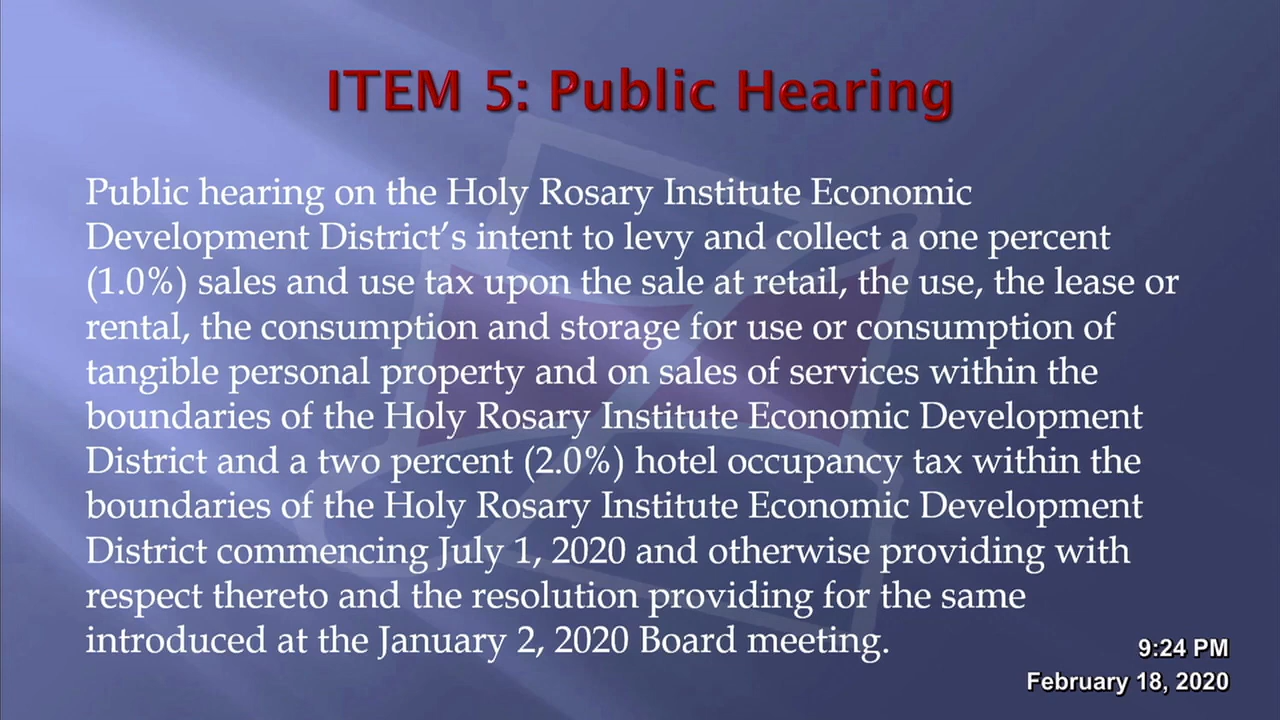 ITEM 5: Public Hearing
Public hearing on the Holy Rosary Institute Economic
Development District’s intent to levy and collect a one percent
(1.0%) sales and use tax upon the sale at retail, the use, the lease or
rental, the consumption and storage for use or consumption of
tangible personal property and on sales of services within the
boundaries of the Holy Rosary Institute Economic Development
District and a two percent (2.0%) hotel occupancy tax within the
boundaries of the Holy Rosary Institute Economic Development
District commencing July 1, 2020 and otherwise providing with
respect thereto and the resolution providing for the same
introduced at the January 2, 2020 Board meeting.
9:24 PM
February 18, 2020